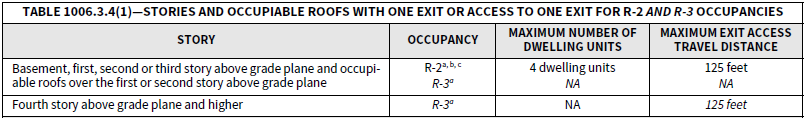 TABLE 1006.3.4(1)—STORIES AND OCCUPIABLE ROOFS WITH ONE EXIT OR ACCESS TO ONE EXIT FOR R-2 AND R-3 OCCUPANCIES
STORY OCCUPANCY MAXIMUM NUMBER OF DWELLING UNITS MAXIMUM EXIT ACCESS TRAVEL DISTANCE
Basement, first, second or third story above grade plane and occupi- R-2a, b, c 4 dwelling units 125 feet
able roofs over the first or second story above grade plane R-3a NA NA
Fourth story above grade plane and higher R-3a NA 125 feet